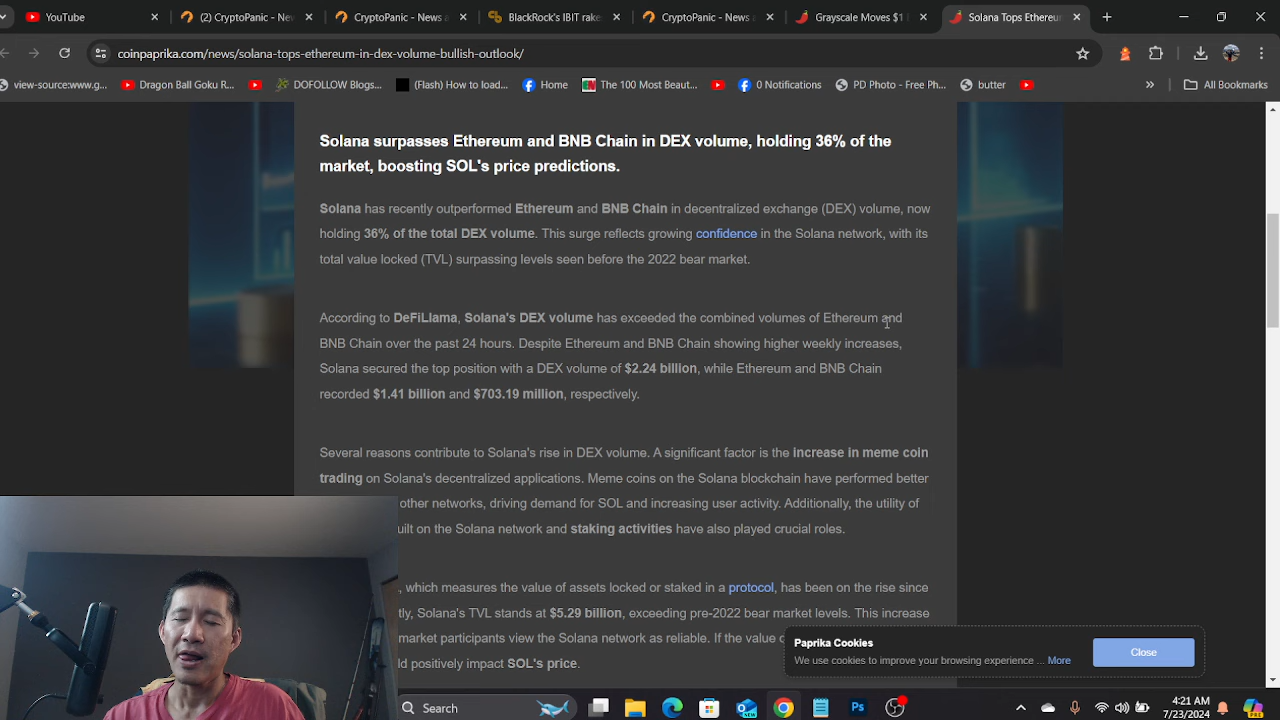 YouTube
(2) CryptoPanic - New
CryptoPanic - News a
BlackRock's IBIT rake
CryptoPanic - News a
Grayscale Moves $1
Solana Tops Ethereu
coinpaprika.com/news/solana-tops-ethereum-in-dex-volume-bullish-outlook/
view-source:www.g...
Dragon Ball Goku R...
DOFOLLOW Blogs...
(Flash) How to load...
Home
The 100 Most Beaut...
0 Notifications
PD Photo - Free Ph...
butter
All Bookmarks
Solana surpasses Ethereum and BNB Chain in DEX volume, holding 36% of the
market, boosting SOL's price predictions.
Solana has recently outperformed Ethereum and BNB Chain in decentralized exchange (DEX) volume, now
holding 36% of the total DEX volume. This surge reflects growing confidence in the Solana network, with its
total value locked (TVL) surpassing levels seen before the 2022 bear market.
According to DeFiLlama, Solana's DEX volume has exceeded the combined volumes of Ethereum and
BNB Chain over the past 24 hours. Despite Ethereum and BNB Chain showing higher weekly increases,
Solana secured the top position with a DEX volume of $2.24 billion, while Ethereum and BNB Chain
recorded $1.41 billion and $703.19 million, respectively.
Several reasons contribute to Solana's rise in DEX volume. A significant factor is the increase in meme coin
trading on Solana's decentralized applications. Meme coins on the Solana blockchain have performed better
other networks, driving demand for SOL and increasing user activity. Additionally, the utility of
uilt on the Solana network and staking activities have also played crucial roles.
, which measures the value of assets locked or staked in a protocol, has been on the rise since
tly, Solana's TVL stands at $5.29 billion, exceeding pre-2022 bear market levels. This increase
market participants view the Solana network as reliable. If the value o
d positively impact SOL's price.
Paprika Cookies
We use cookies to improve your browsing experience ... More
Close
Search
4:21 AM
7/23/2024